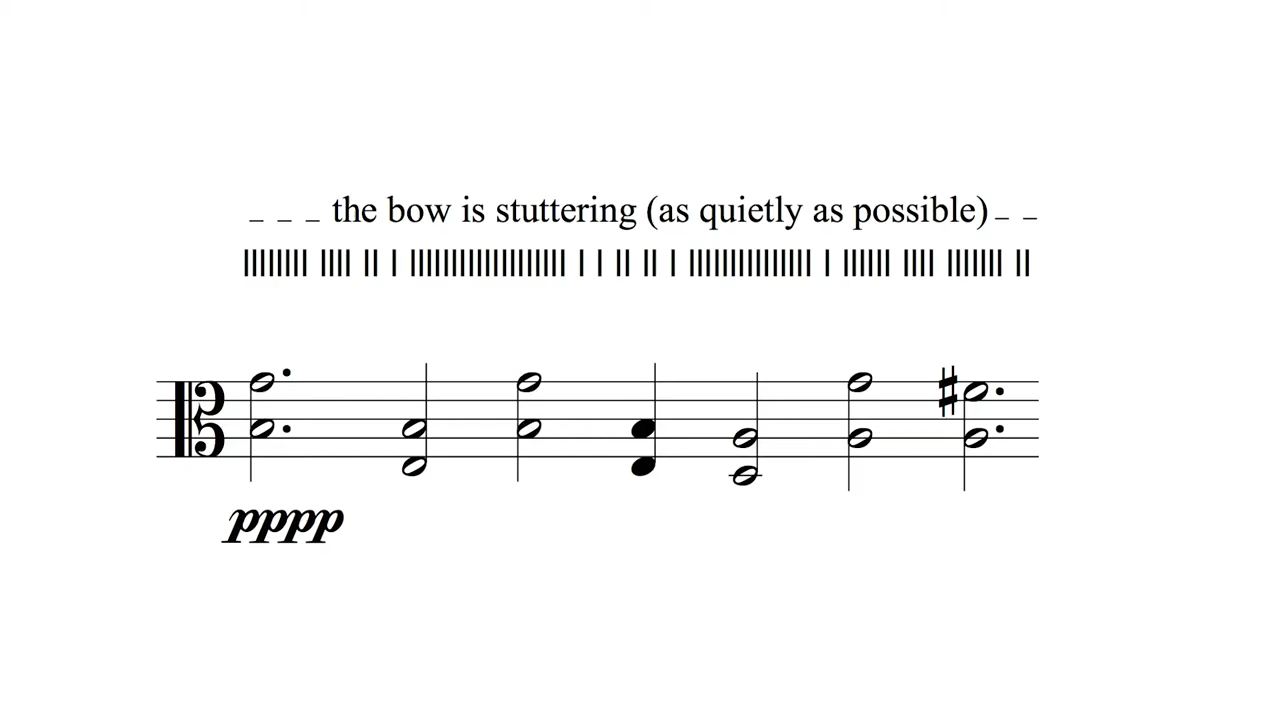 _ _ _ the bow is stuttering (as quietly as possible) _ _
pppp